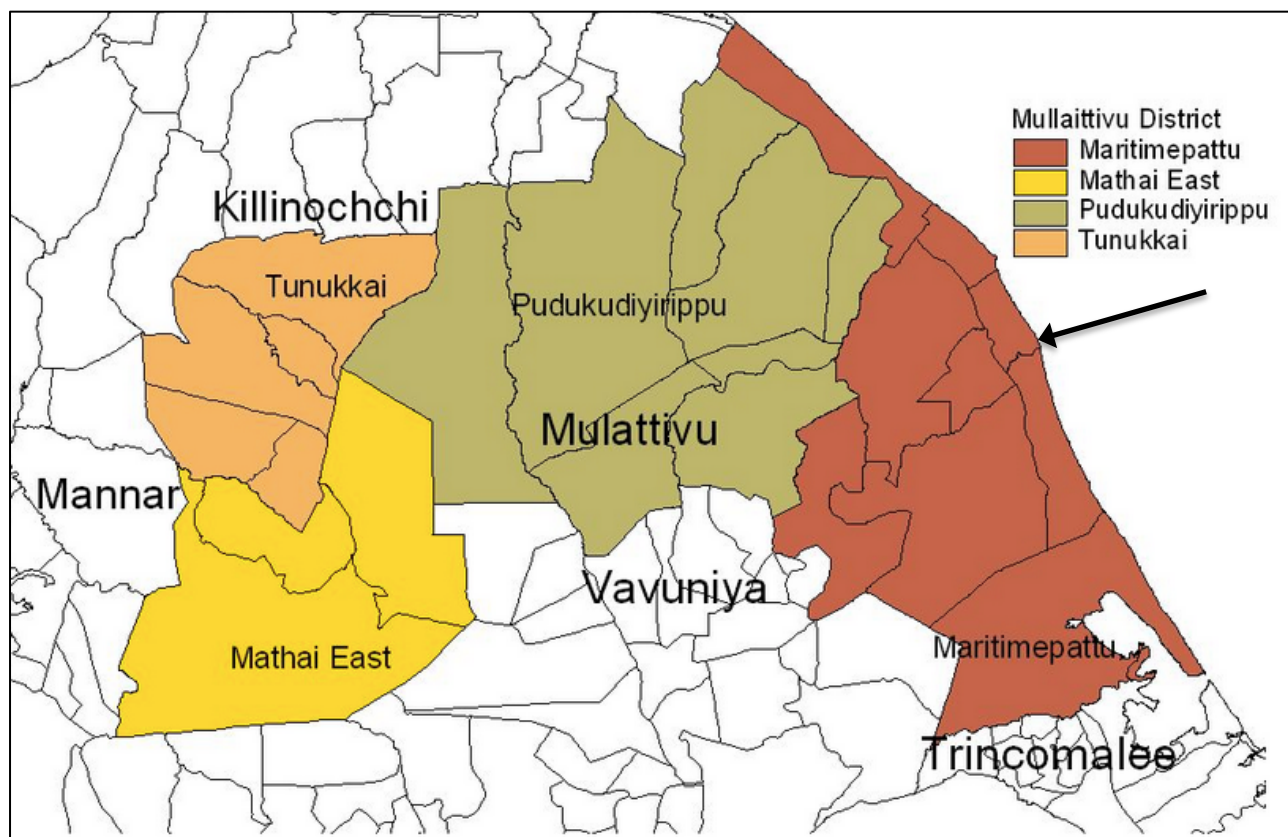 Mullaittivu District
Maritimepattu
Mathai East
Pudukudiyirippu
Tunukkai
Killinochchi
Tunukkai
Pudukudiyirippu
Mulattivu
Mannar
Vavuniya
Mathai East
Maritimepattu
Trincomalee